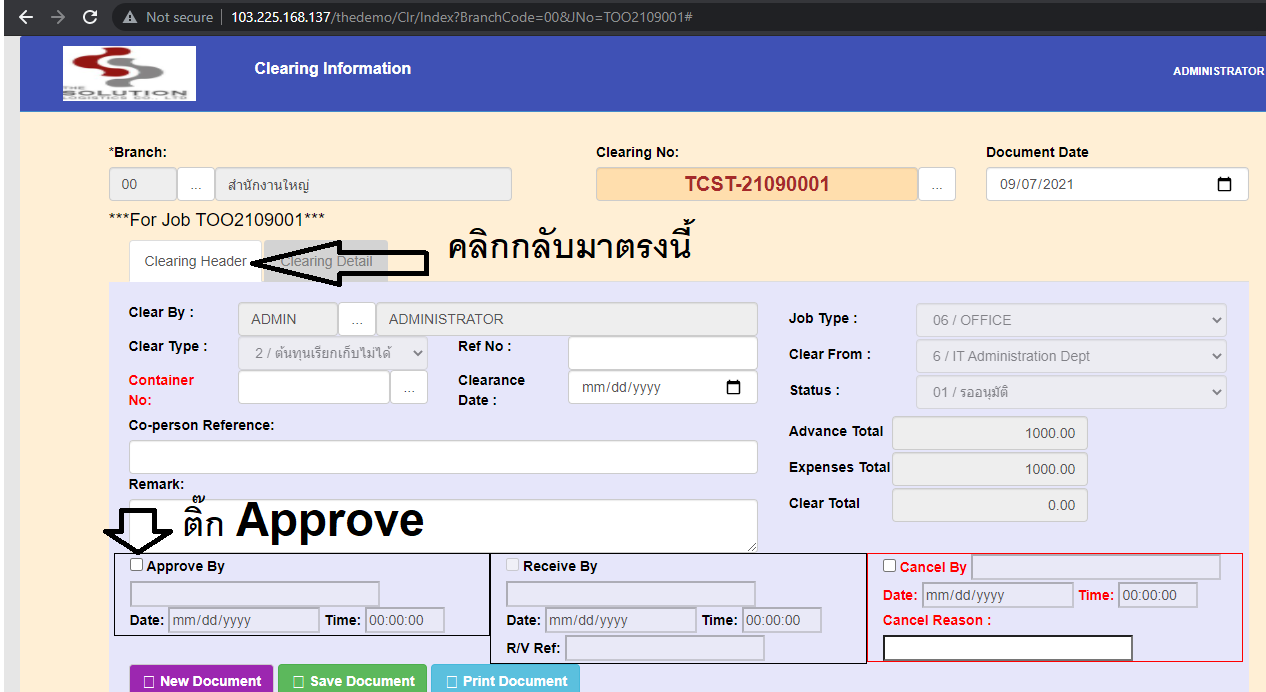 Not secure | 103.225.168.137/thedemo/Clr/Index?BranchCode=00&JNo=TOO2109001#
THE
SOLUTION
LOGISTICS CO., LTD
Clearing Information
ADMINISTRATOR
*Branch:
Clearing No:
Document Date
00
...
สำนักงานใหญ่
TCST-21090001
...
09/07/2021
***For Job TOO2109001***
คลิกกลับมาตรงนี้
Clearing Header
Clearing Detail
Clear By :
ADMIN
...
ADMINISTRATOR
Job Type :
06 / OFFICE
Clear Type :
2 / ต้นทุนเรียกเก็บไม่ได้
Ref No :
Clear From :
6 / IT Administration Dept
Container
No:
...
Clearance
Date :
mm/dd/yyyy
Status :
01 / รออนุมัติ
Co-person Reference:
Advance Total
1000.00
Expenses Total
1000.00
Remark:
Clear Total
0.00
ติ๊ก Approve
Approve By
Receive By
Cancel By
Date: mm/dd/yyyy Time: 00:00:00
Date: mm/dd/yyyy Time: 00:00:00
Date: mm/dd/yyyy Time: 00:00:00
R/V Ref:
Cancel Reason :
New Document
Save Document
Print Document